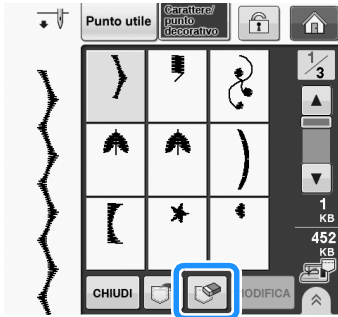 Punto utile
Carattere/
punto
decorativo
1/3
1
KB
452
KB
CHIUDI
MODIFICA